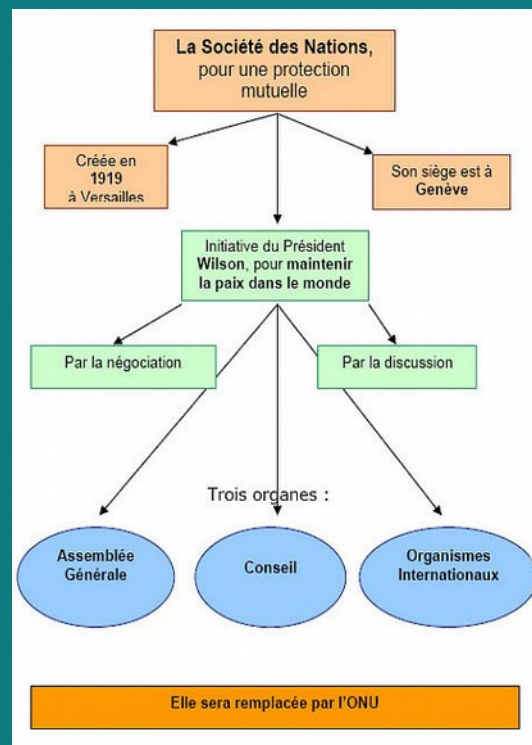 La Société des Nations,
pour une protection
mutuelle
Créée en
1919
à Versailles
Son siège est à
Genève
Initiative du Président
Wilson, pour maintenir
la paix dans le monde
Par la négociation
Par la discussion
Trois organes :
Assemblée
Générale
Conseil
Organismes
Internationaux
Elle sera remplacée par l'ONU